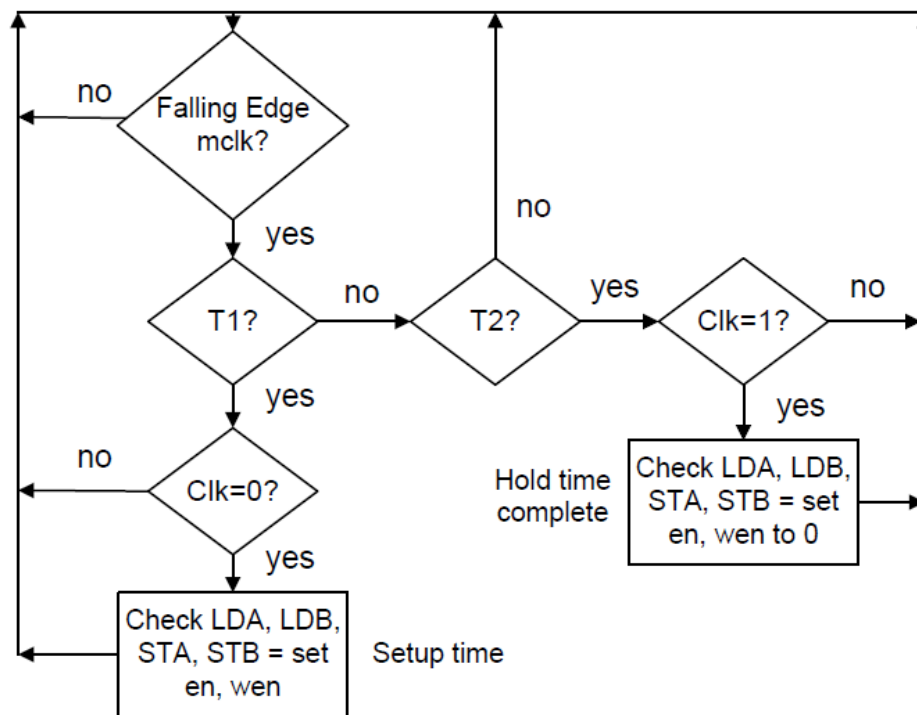 no
Falling Edge
mclk?
yes
no
T1?
no
T2?
yes
Clk=1?
no
yes
yes
no
Clk=0?
Hold time
complete
Check LDA, LDB,
STA, STB = set
en, wen to 0
yes
Check LDA, LDB,
STA, STB = set
en, wen
Setup time